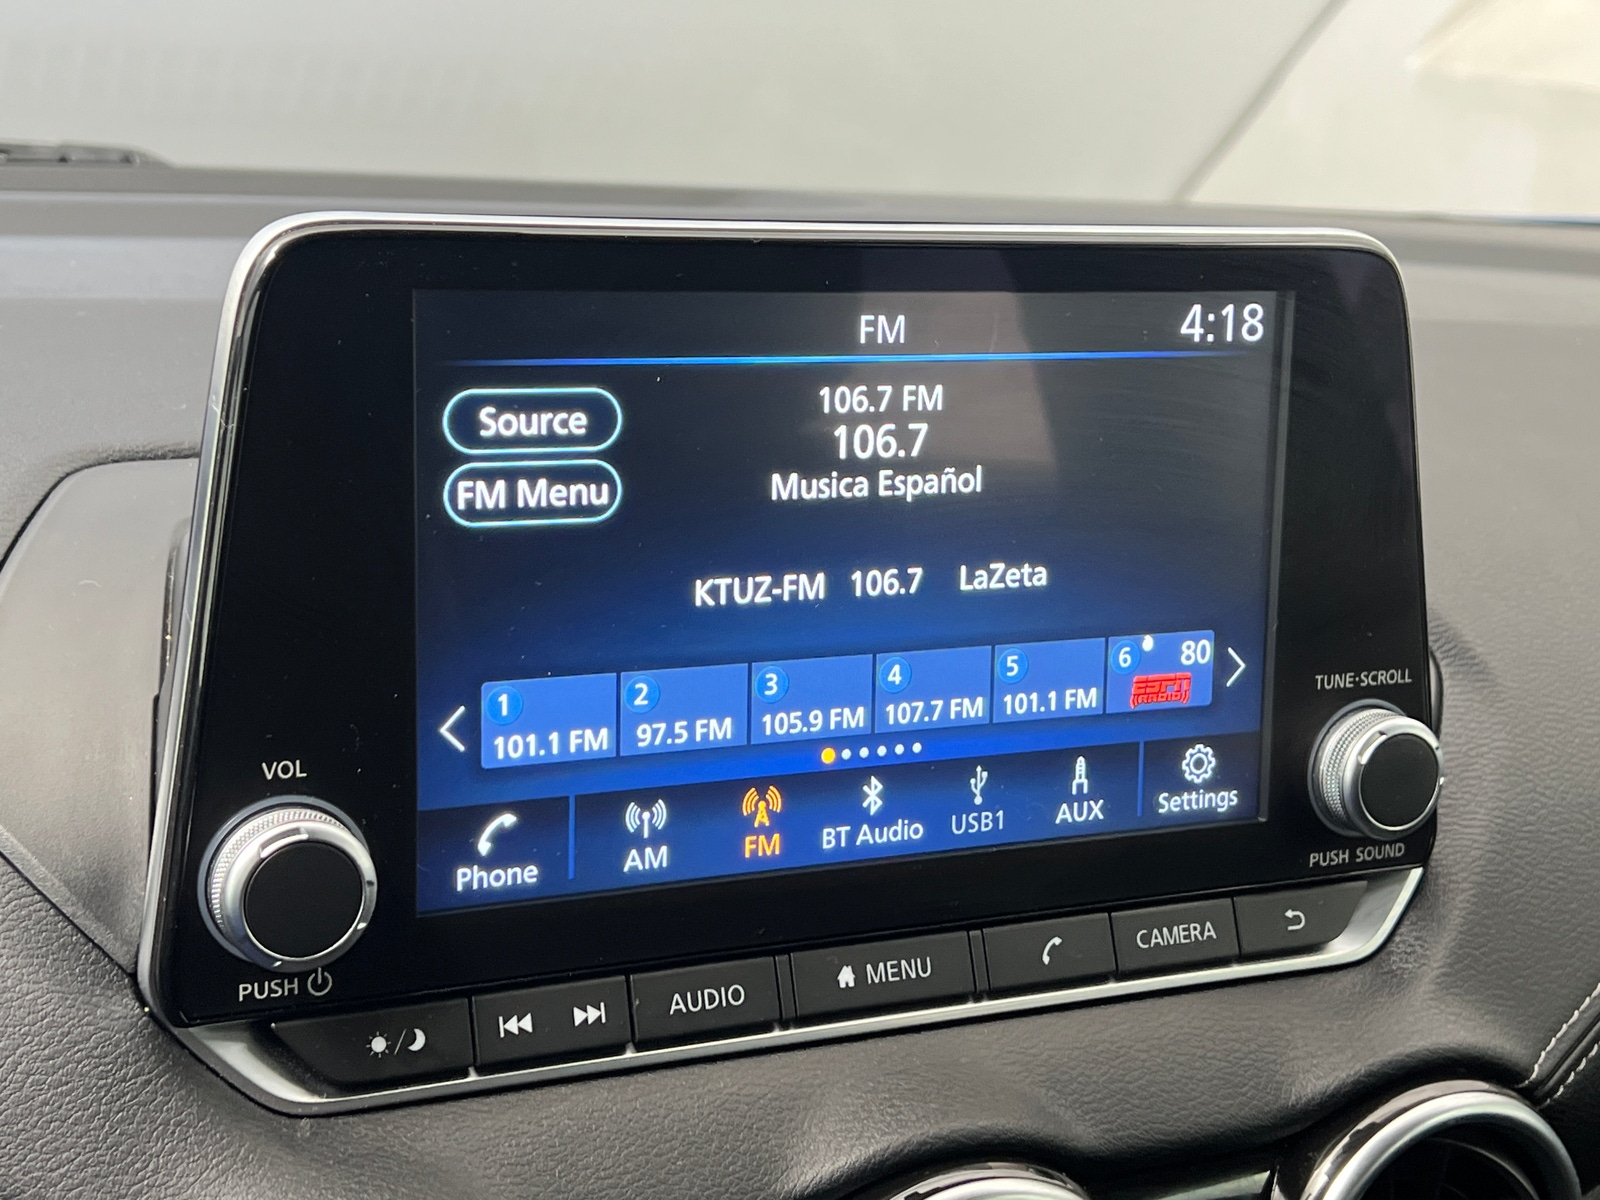 FM
4:18
Source
106.7 FM
106.7
FM Menu
Musica Español
KTUZ-FM 106.7 LaZeta
1
101.1 FM
2
97.5 FM
3
105.9 FM
4
107.7 FM
5
101.1 FM
6
80
ESPN
RADIO
Phone
AM
FM
BT Audio
USB1
AUX
Settings
VOL
PUSH
TUNE·SCROLL
PUSH SOUND
AUDIO
MENU
CAMERA